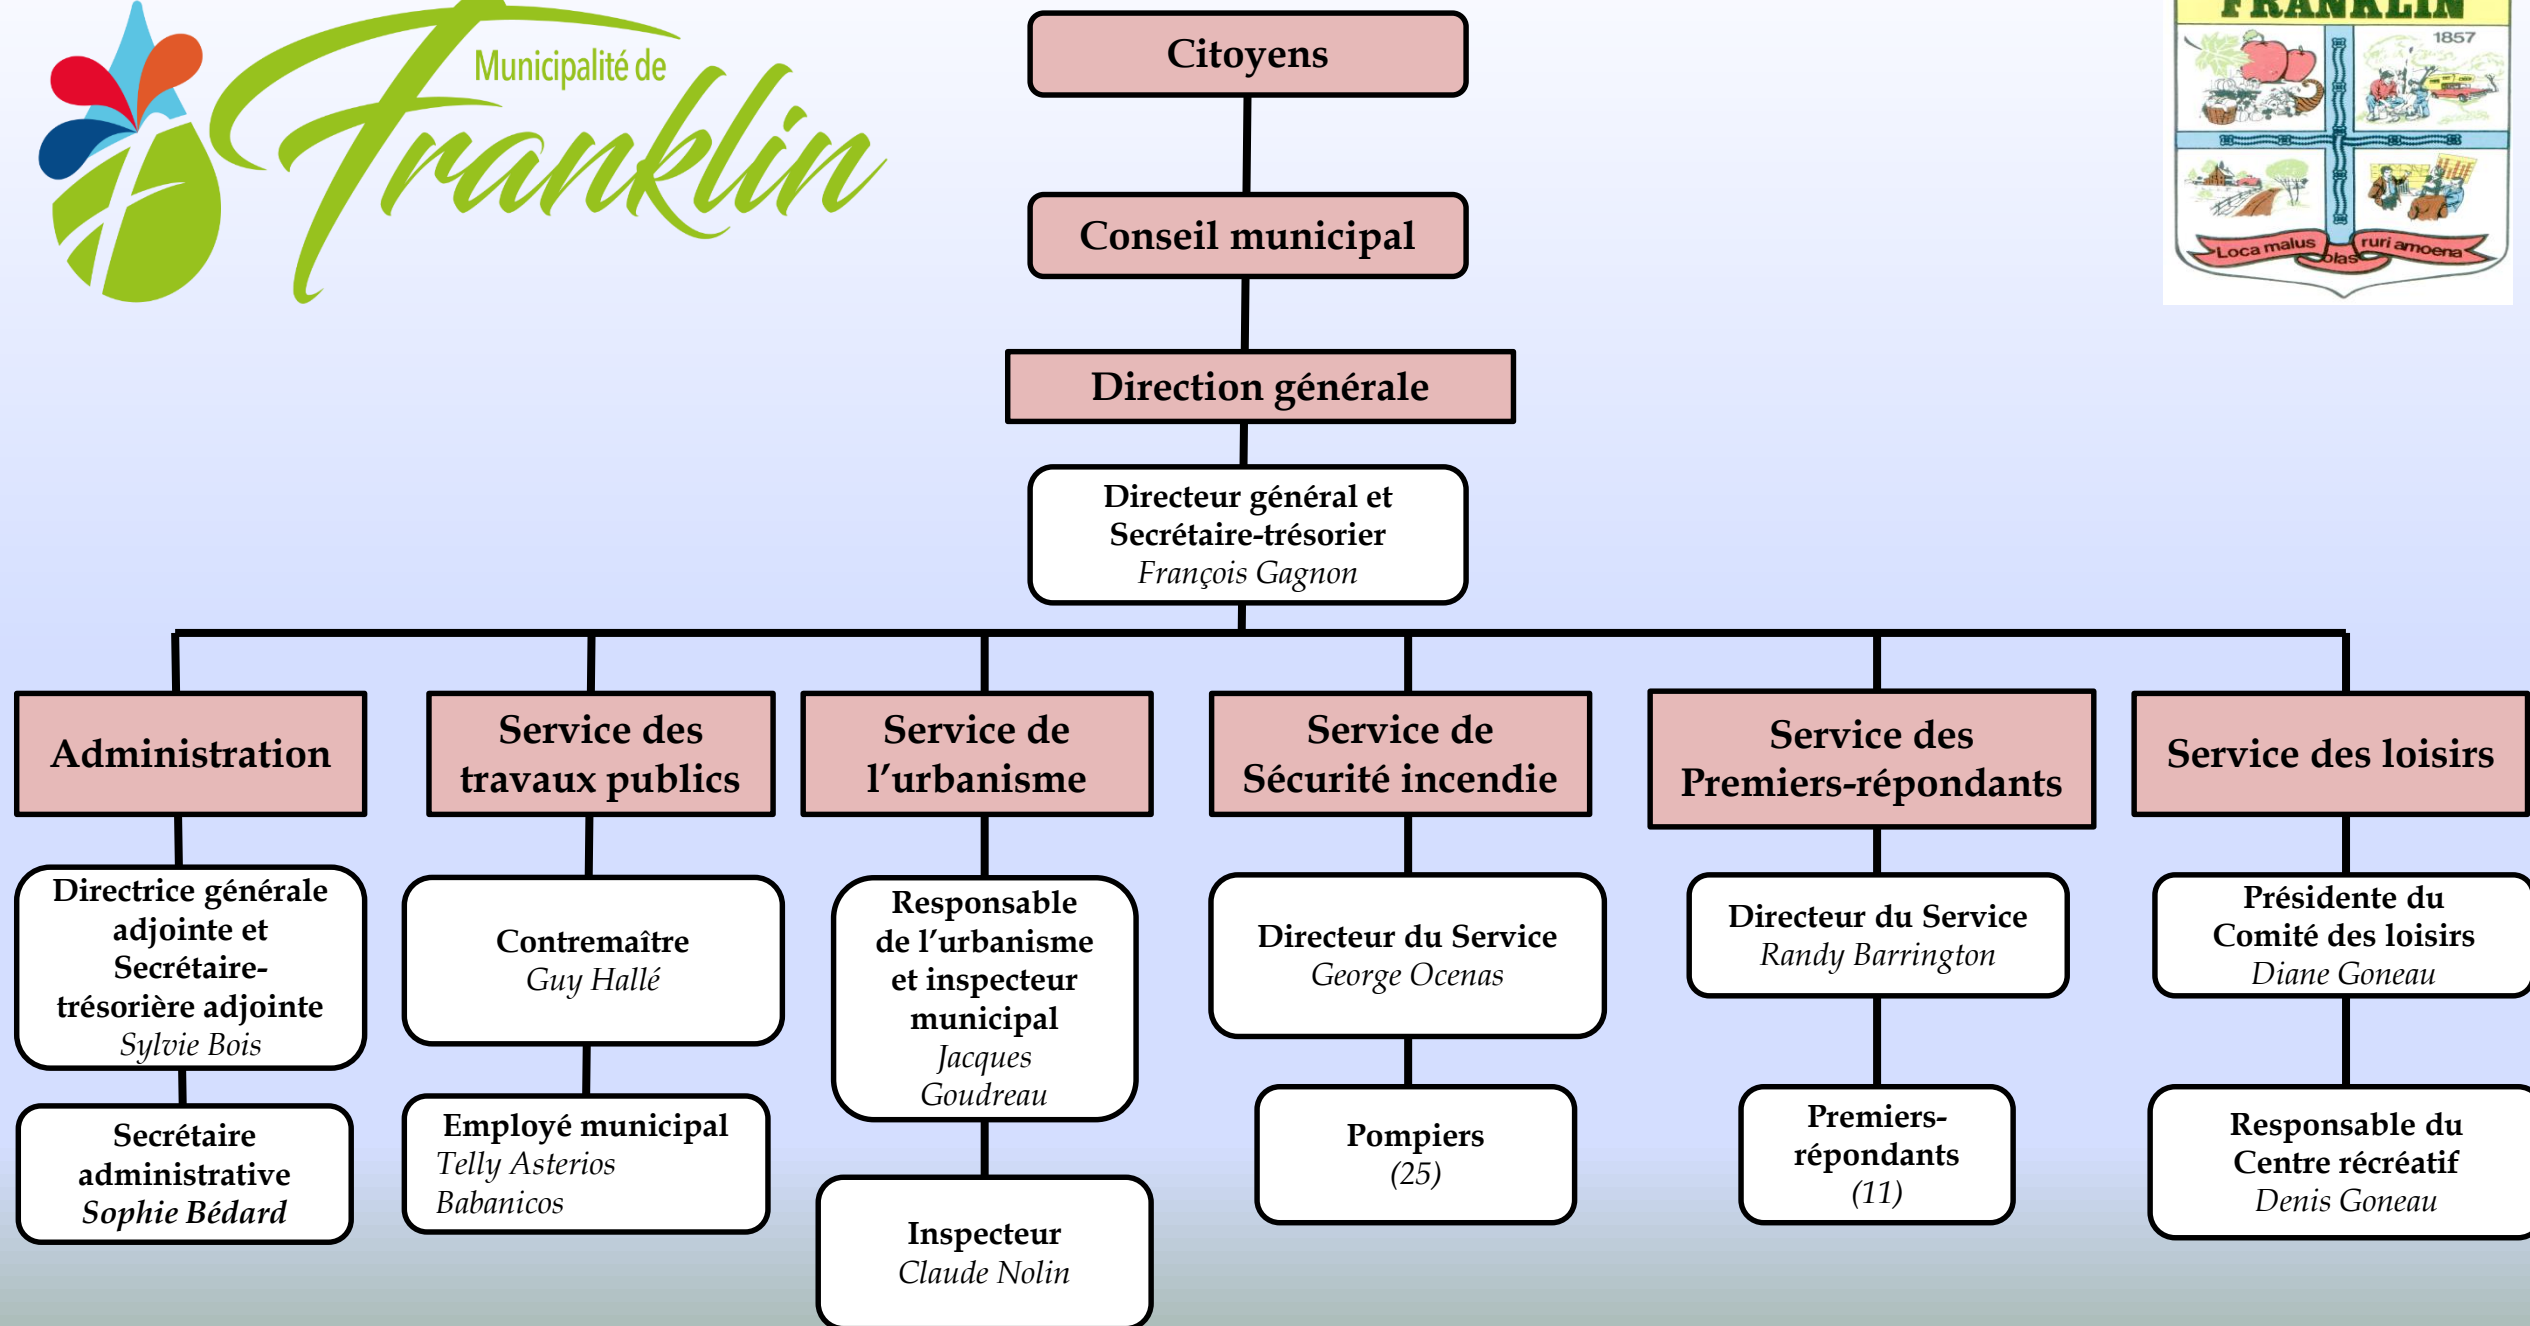 Municipalité de
Franklin
FRANKLIN
1857
Loca malus
olas
ruri amoena
Citoyens
Conseil municipal
Direction générale
Directeur général et
Secrétaire-trésorier
François Gagnon
Administration
Directrice générale
adjointe et
Secrétaire-
trésorière adjointe
Sylvie Bois
Secrétaire
administrative
Sophie Bédard
Service des
travaux publics
Contremaître
Guy Hallé
Employé municipal
Telly Asterios
Babanicos
Service de
l’urbanisme
Responsable
de l’urbanisme
et inspecteur
municipal
Jacques
Goudreau
Inspecteur
Claude Nolin
Service de
Sécurité incendie
Directeur du Service
George Ocenas
Pompiers
(25)
Service des
Premiers-répondants
Directeur du Service
Randy Barrington
Premiers-
répondants
(11)
Service des loisirs
Présidente du
Comité des loisirs
Diane Goneau
Responsable du
Centre récréatif
Denis Goneau